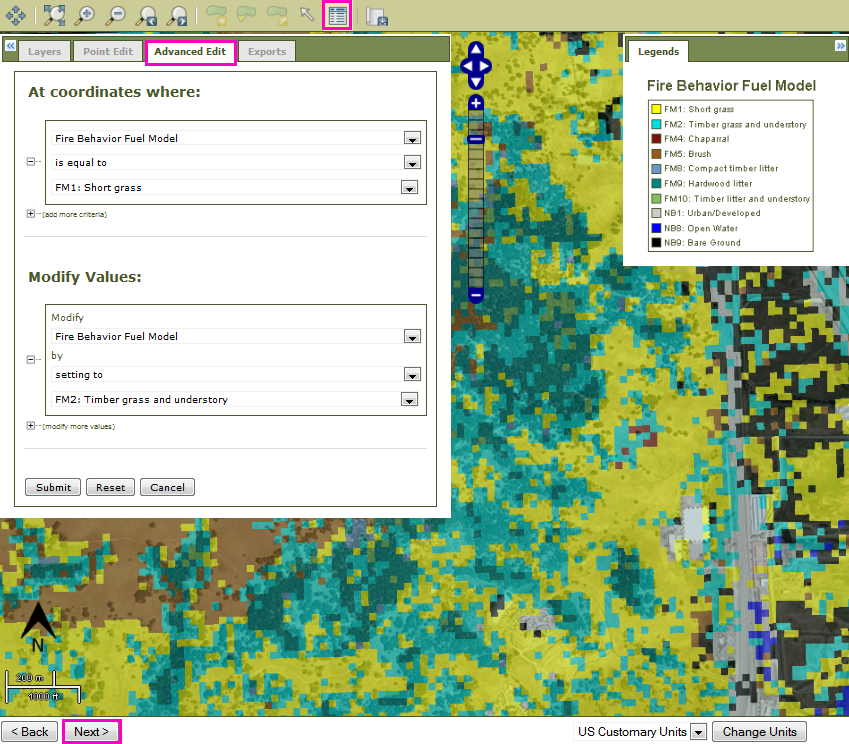 Layers Point Edit Advanced Edit Exports
Legends
At coordinates where:
Fire Behavior Fuel Model
is equal to
FM1: Short grass
(add more criteria)
Modify Values:
Modify
Fire Behavior Fuel Model
by
setting to
FM2: Timber grass and understory
(modify more values)
Submit Reset Cancel
Fire Behavior Fuel Model
FM1: Short grass
FM2: Timber grass and understory
FM4: Chaparral
FM5: Brush
FM8: Compact timber litter
FM9: Hardwood litter
FM10: Timber litter and understory
NB1: Urban/Developed
NB8: Open Water
NB9: Bare Ground
N
200 m
1000 ft
< Back Next > US Customary Units Change Units